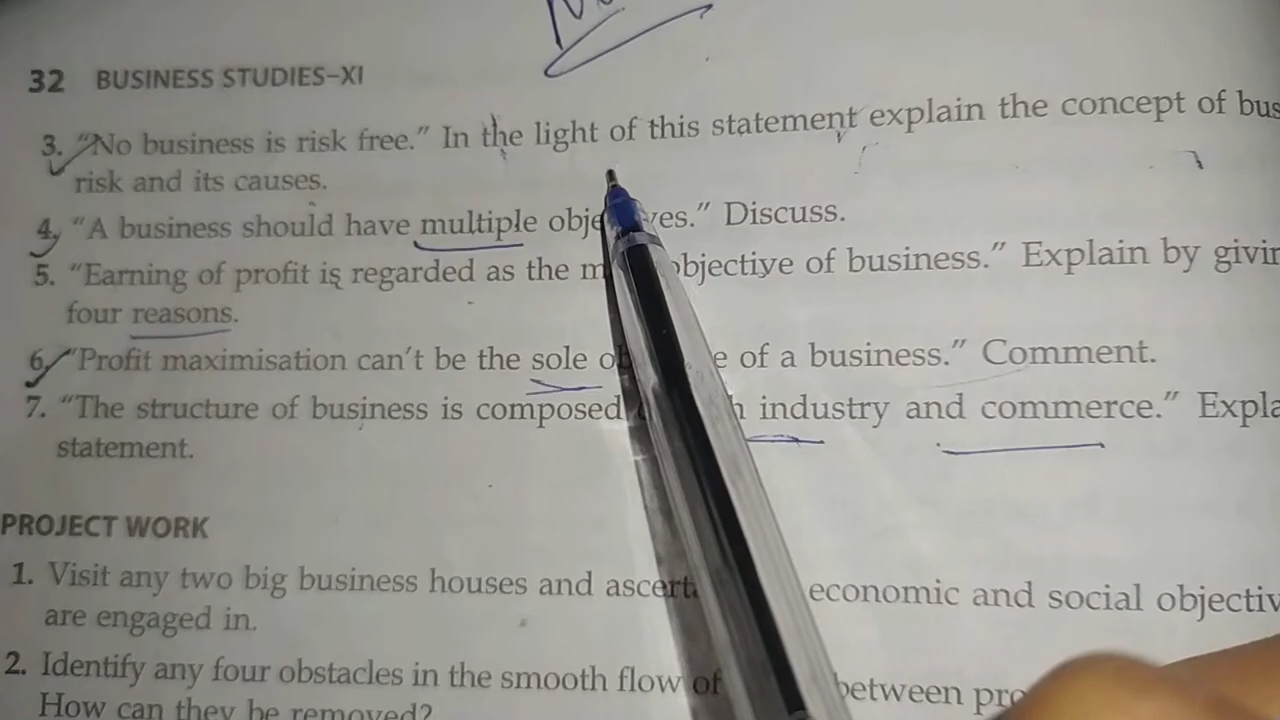 32 BUSINESS STUDIES–XI
3. “No business is risk free.” In the light of this statement explain the concept of bus
risk and its causes.
4. “A business should have multiple obje ves.” Discuss.
5. “Earning of profit is regarded as the m objective of business.” Explain by givin
four reasons.
6. “Profit maximisation can’t be the sole ob e of a business.” Comment.
7. “The structure of business is composed h industry and commerce.” Expla
statement.
PROJECT WORK
1. Visit any two big business houses and ascert economic and social objectiv
are engaged in.
2. Identify any four obstacles in the smooth flow of between pro
How can they be removed?